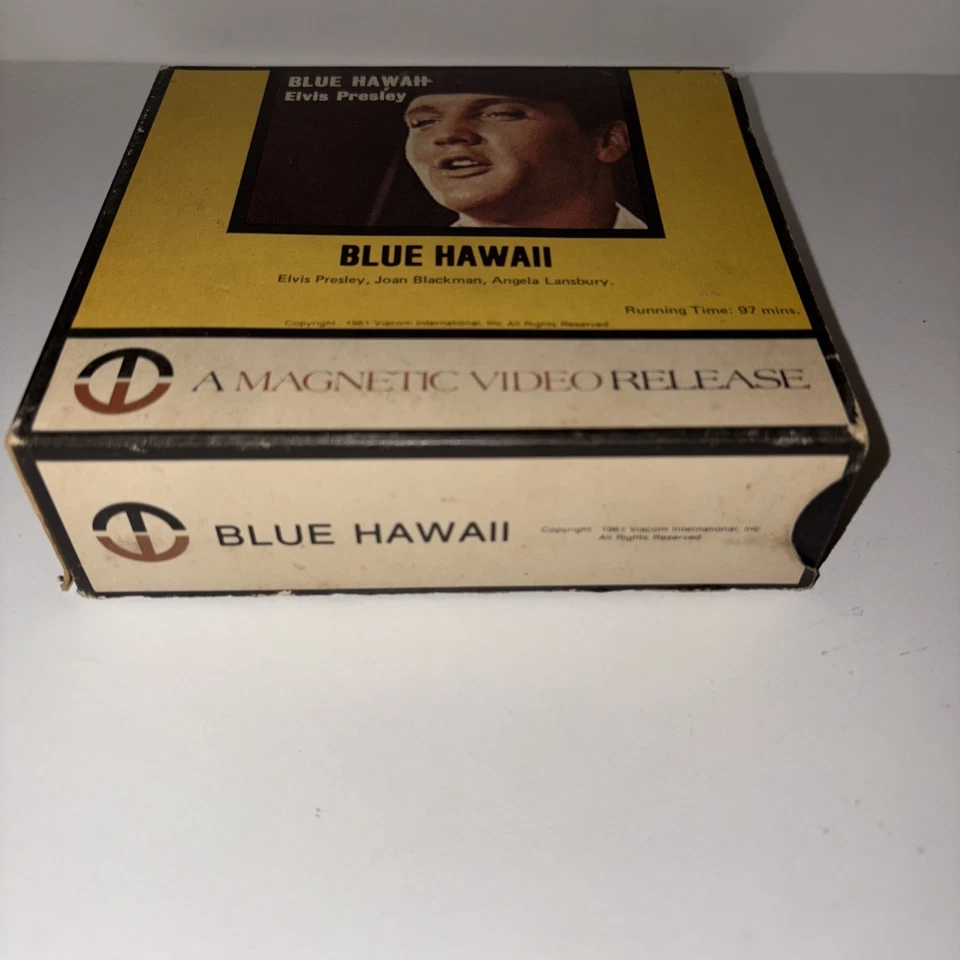 BLUE HAWAII
Elvis Presley
BLUE HAWAII
Elvis Presley, Joan Blackman, Angela Lansbury.
Running Time: 97 mins.
Copyright 1961 Viacom International, Inc. All Rights Reserved
A MAGNETIC VIDEO RELEASE
BLUE HAWAII
Copyright 1961 Viacom International, Inc.
All Rights Reserved